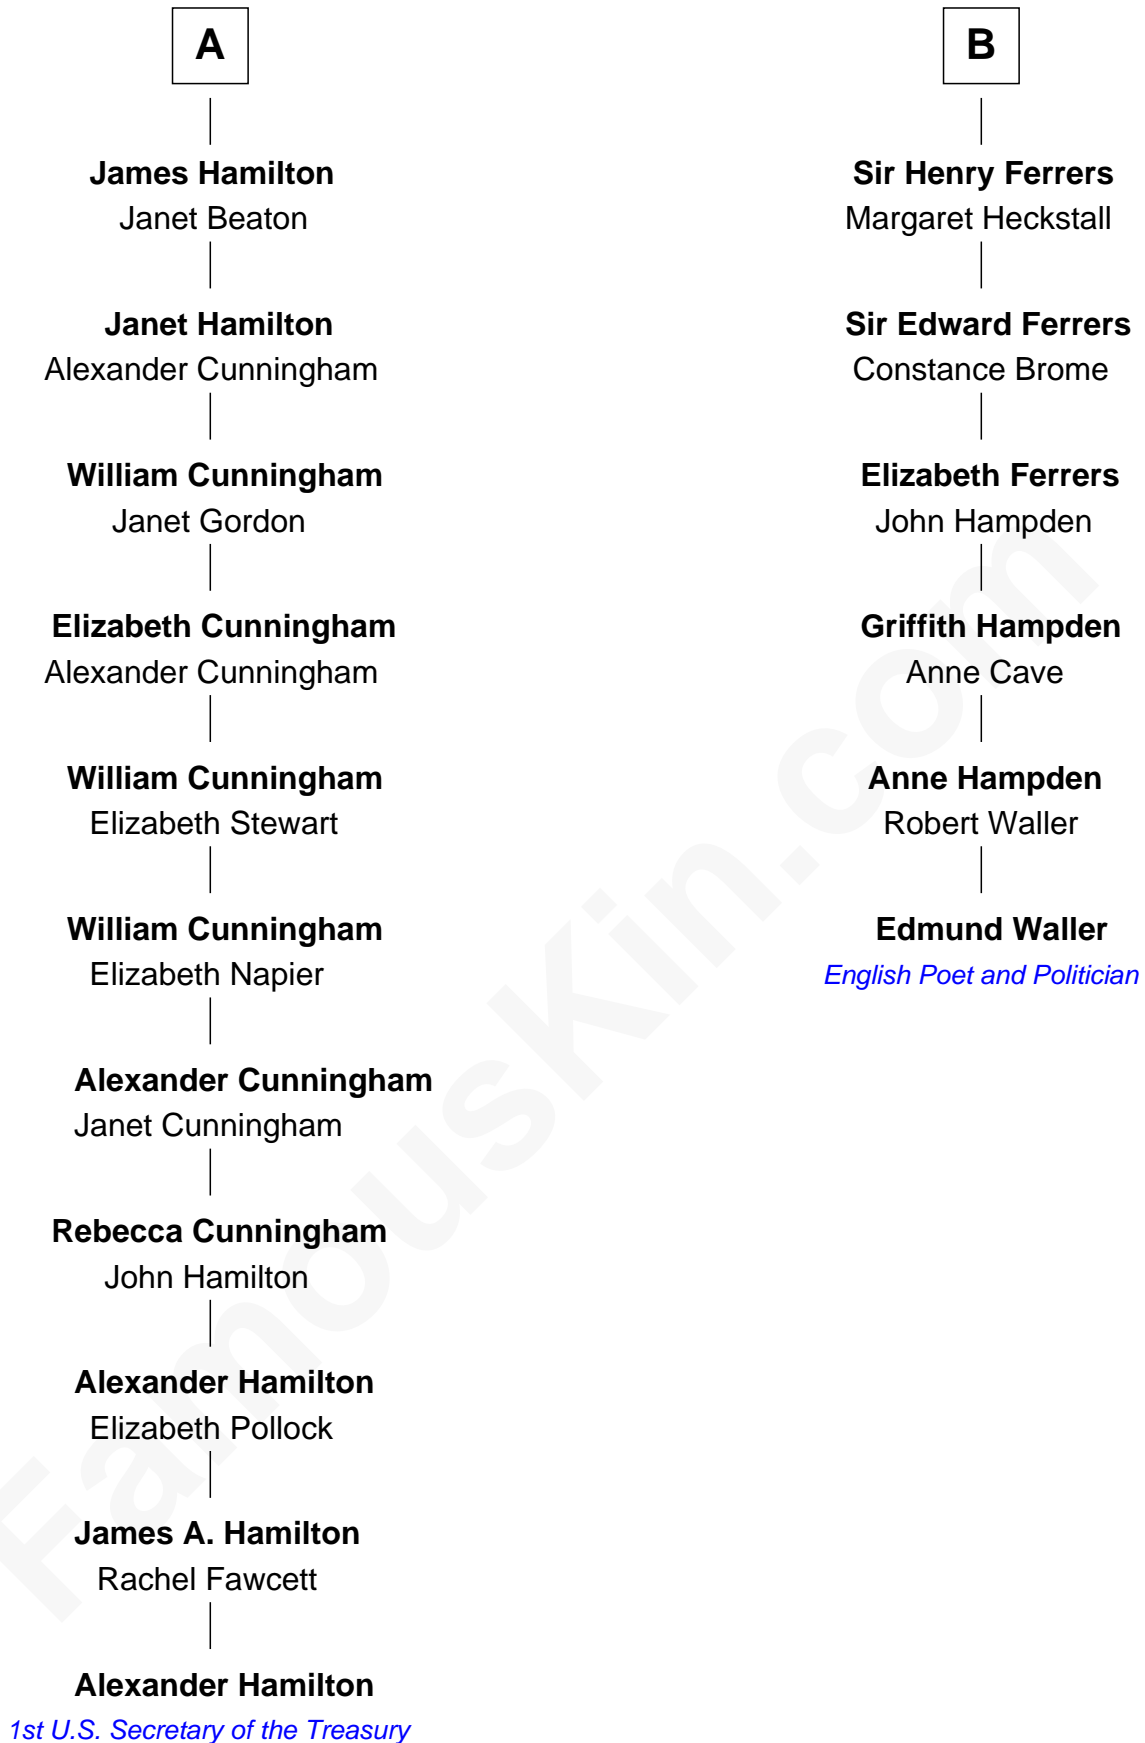 A
James Hamilton
Janet Beaton
Janet Hamilton
Alexander Cunningham
William Cunningham
Janet Gordon
Elizabeth Cunningham
Alexander Cunningham
William Cunningham
Elizabeth Stewart
William Cunningham
Elizabeth Napier
Alexander Cunningham
Janet Cunningham
Rebecca Cunningham
John Hamilton
Alexander Hamilton
Elizabeth Pollock
James A. Hamilton
Rachel Fawcett
Alexander Hamilton
1st U.S. Secretary of the Treasury
B
Sir Henry Ferrers
Margaret Heckstall
Sir Edward Ferrers
Constance Brome
Elizabeth Ferrers
John Hampden
Griffith Hampden
Anne Cave
Anne Hampden
Robert Waller
Edmund Waller
English Poet and Politician
FamousKin.com